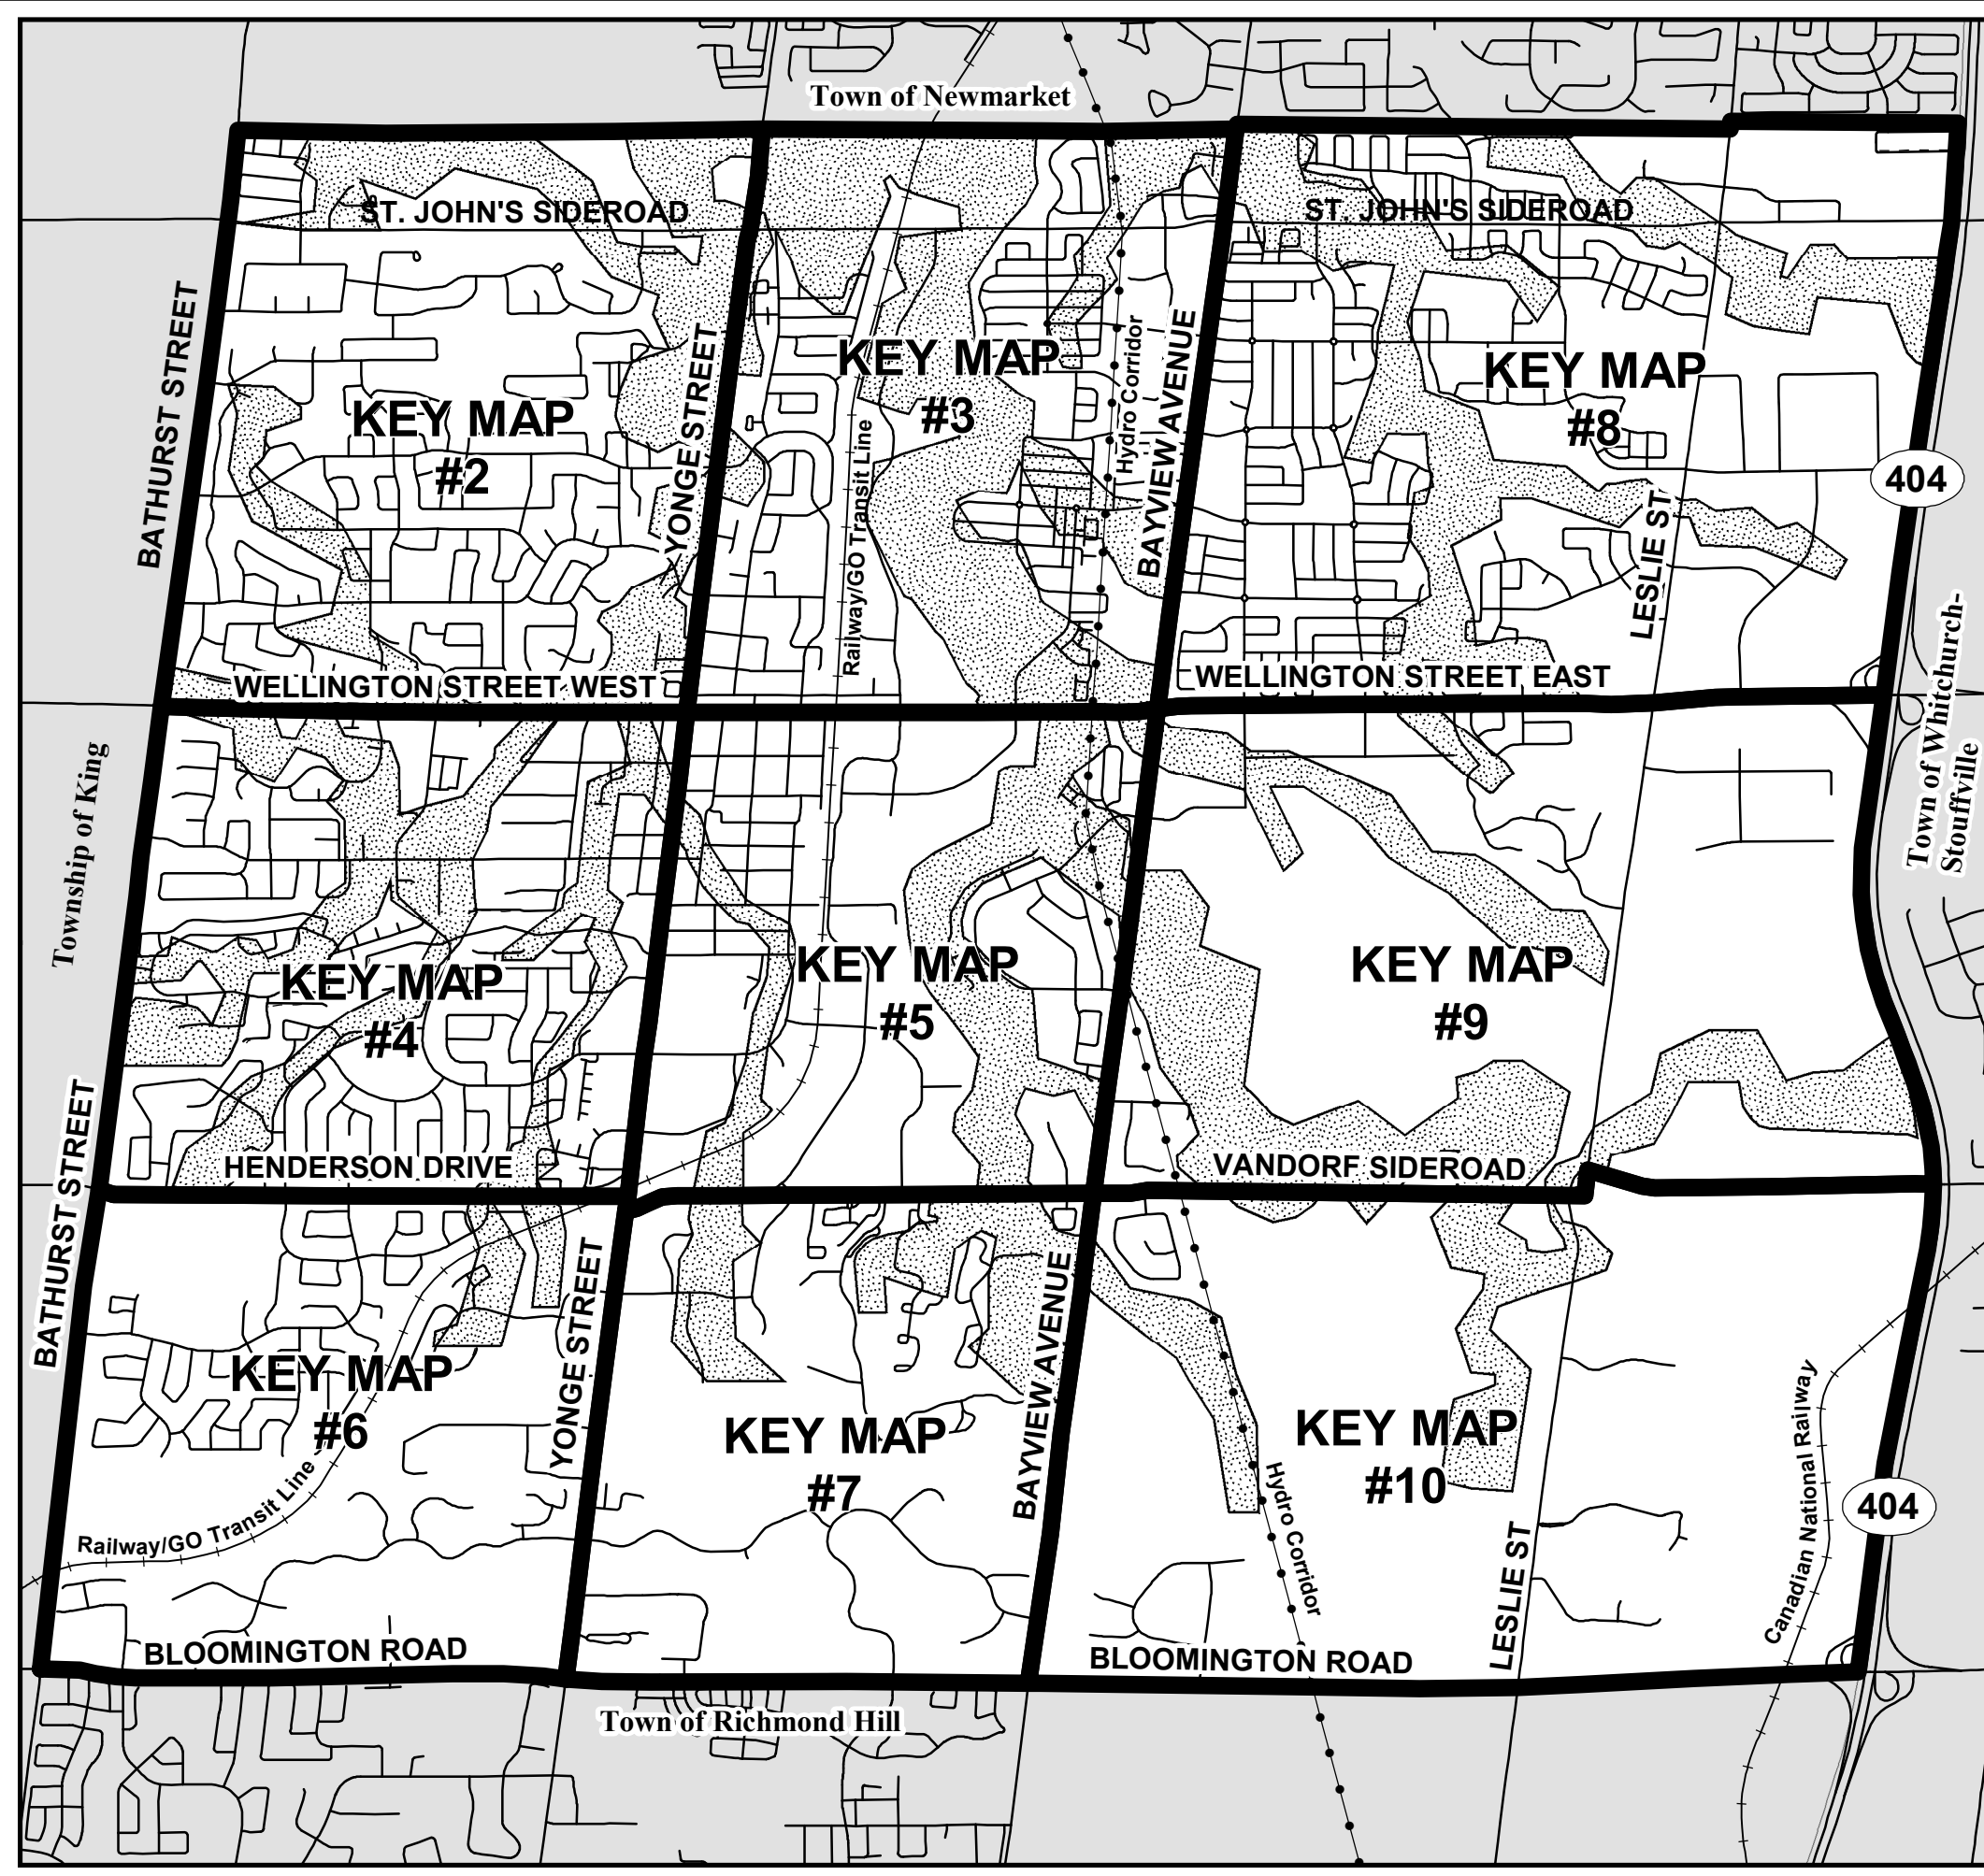 Town of Newmarket
ST. JOHN'S SIDEROAD
ST. JOHN'S SIDEROAD
BATHURST STREET
YONGE STREET
Hydro Corridor
BAYVIEW AVENUE
KEY MAP
#3
KEY MAP
#8
KEY MAP
#2
Railway/GO Transit Line
404
LESLIE ST
Town of Whitchurch-
Stouffville
WELLINGTON STREET WEST
WELLINGTON STREET EAST
Township of King
KEY MAP
#4
KEY MAP
#5
KEY MAP
#9
BATHURST STREET
HENDERSON DRIVE
VANDORF SIDEROAD
YONGE STREET
BAYVIEW AVENUE
KEY MAP
#6
KEY MAP
#7
KEY MAP
#10
Canadian National Railway
Railway/GO Transit Line
Hydro Corridor
404
LESLIE ST
BLOOMINGTON ROAD
BLOOMINGTON ROAD
Town of Richmond Hill